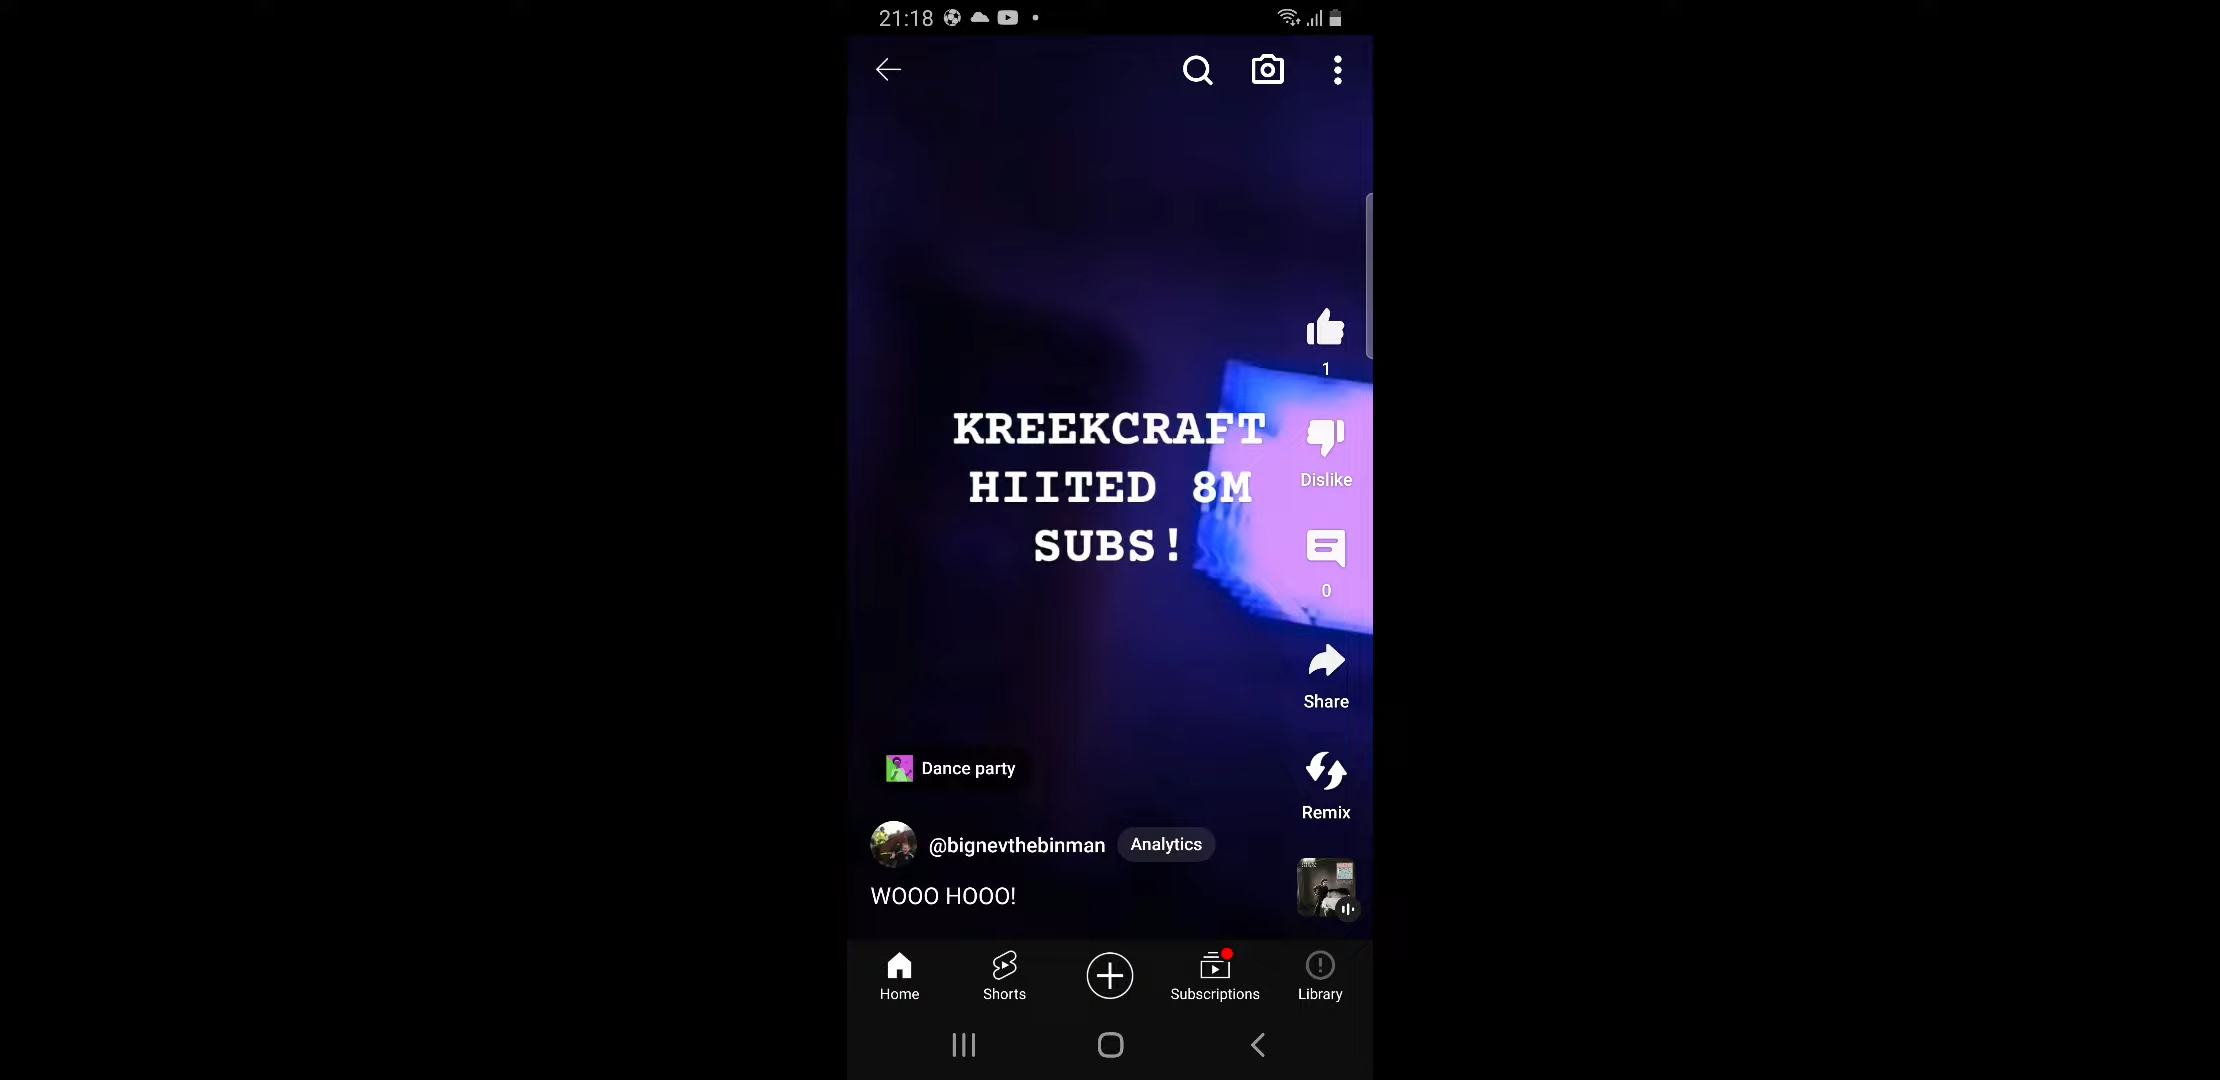 21:18
KREEKCRAFT
HIITED 8M
SUBS!
1
Dislike
0
Share
Dance party
Remix
@bignevthebinman Analytics
WOOO HOOO!
Home Shorts Subscriptions Library